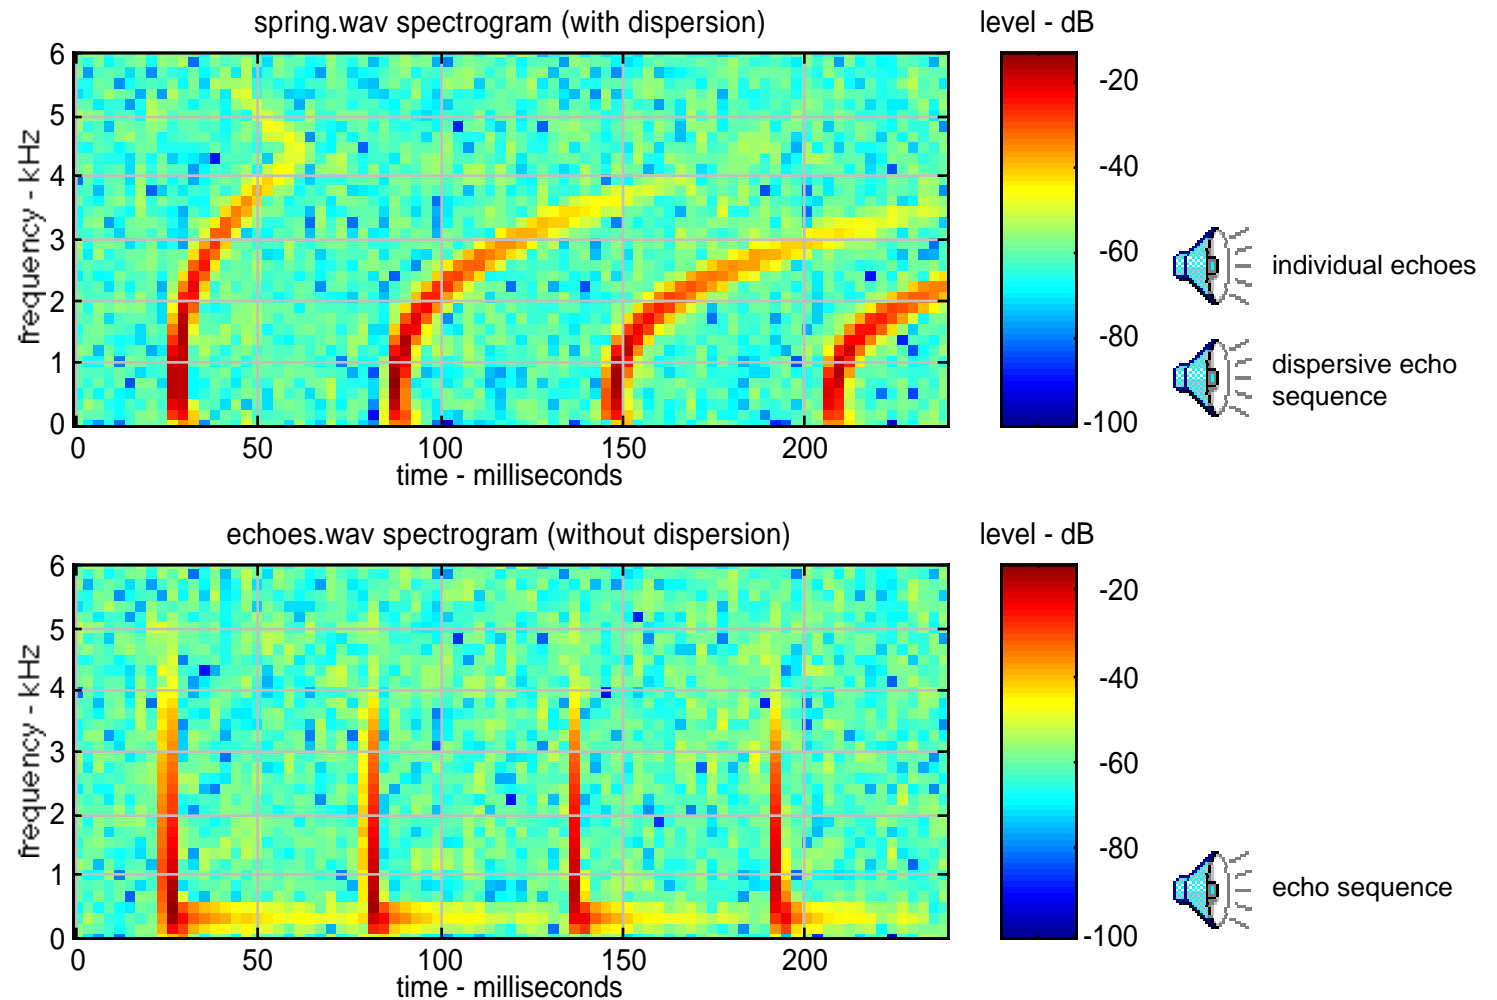 spring.wav spectrogram (with dispersion)
level - dB
6
5
4
3
2
1
0
frequency - kHz
0
50
100
150
200
time - milliseconds
-20
-40
-60
-80
-100
individual echoes
dispersive echo
sequence
echoes.wav spectrogram (without dispersion)
level - dB
6
5
4
3
2
1
0
frequency - kHz
0
50
100
150
200
time - milliseconds
-20
-40
-60
-80
-100
echo sequence